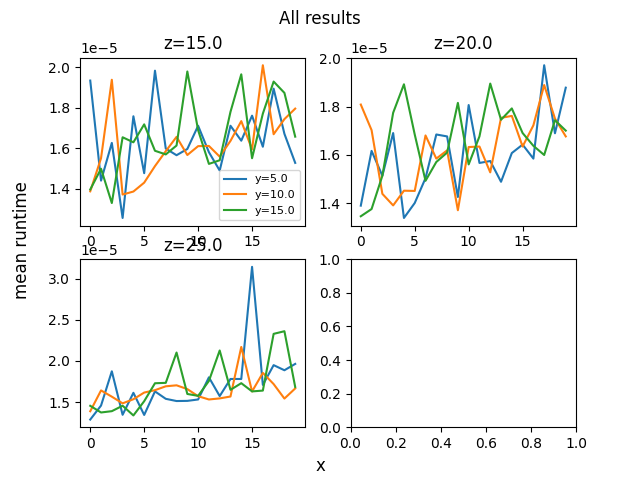 All results
1e−5 z=15.0
2.0
1.8
1.6
1.4
0 5 10 15
y=5.0
y=10.0
y=15.0
1e−5 z=20.0
2.0
1.8
1.6
1.4
0 5 10 15
mean runtime
1e−5 z=25.0
3.0
2.5
2.0
1.5
0 5 10 15
1.0
0.8
0.6
0.4
0.2
0.0
0.0 0.2 0.4 0.6 0.8 1.0
x